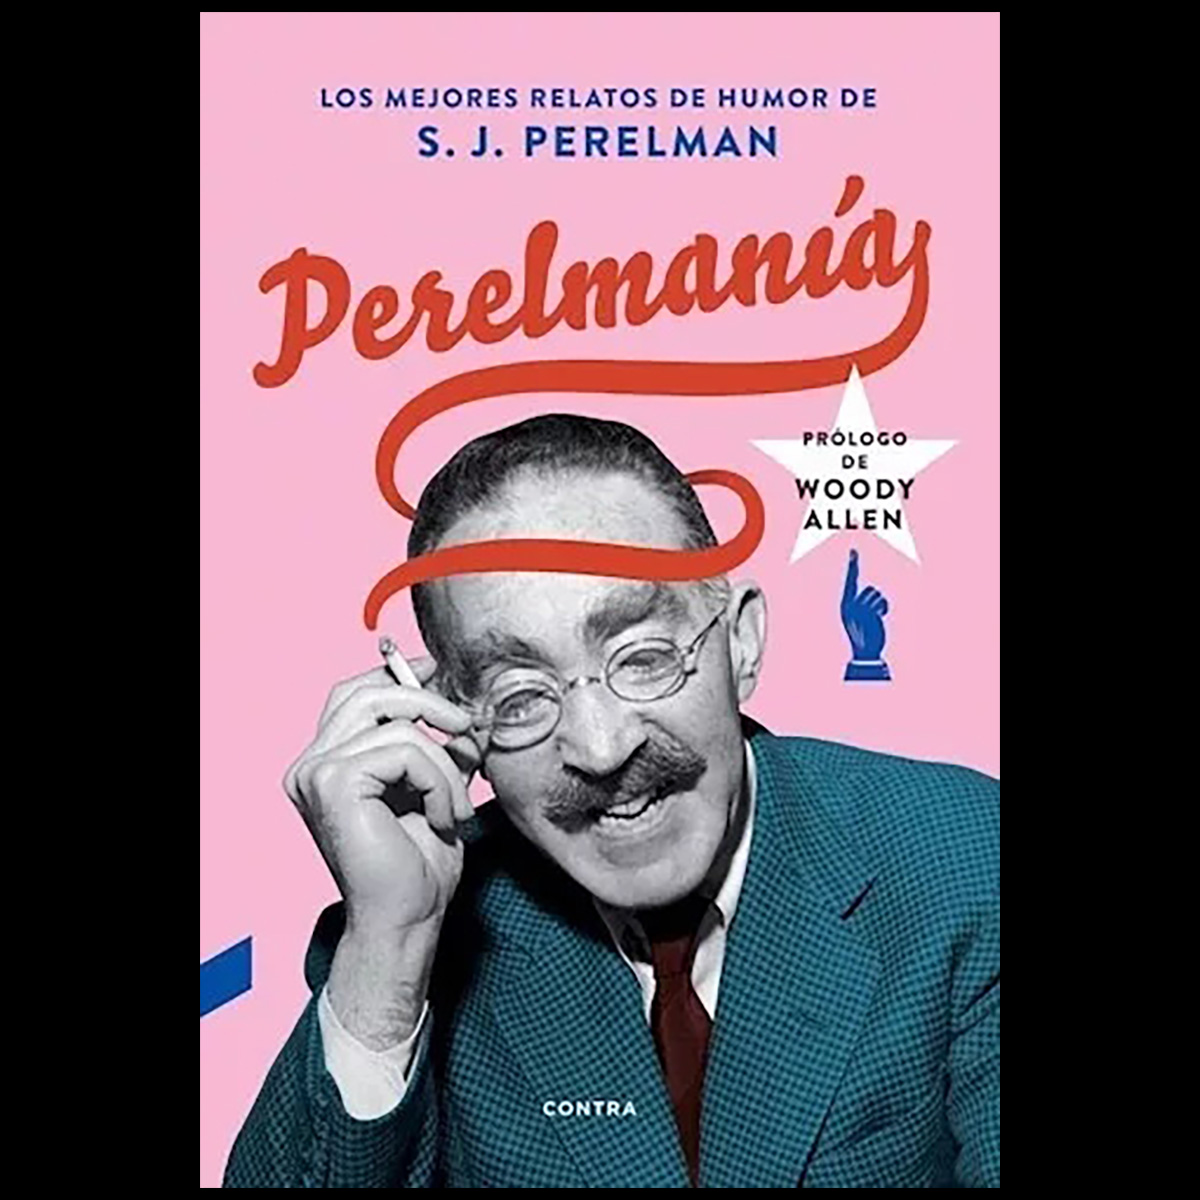 LOS MEJORES RELATOS DE HUMOR DE
S. J. PERELMAN
Perelmanía
PRÓLOGO
DE
WOODY
ALLEN
CONTRA